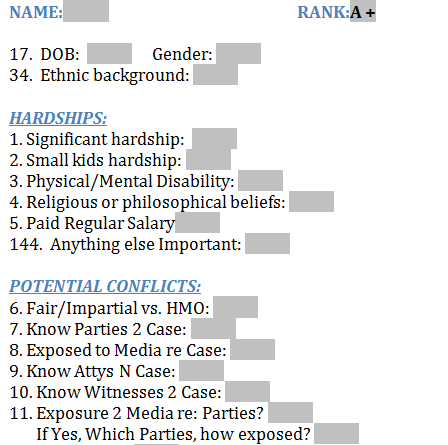 NAME: RANK:A +
17. DOB: Gender:
34. Ethnic background:
HARDSHIPS:
1. Significant hardship:
2. Small kids hardship:
3. Physical/Mental Disability:
4. Religious or philosophical beliefs:
5. Paid Regular Salary
144. Anything else Important:
POTENTIAL CONFLICTS:
6. Fair/Impartial vs. HMO:
7. Know Parties 2 Case:
8. Exposed to Media re Case:
9. Know Attys N Case:
10. Know Witnesses 2 Case:
11. Exposure 2 Media re: Parties?
If Yes, Which Parties, how exposed?